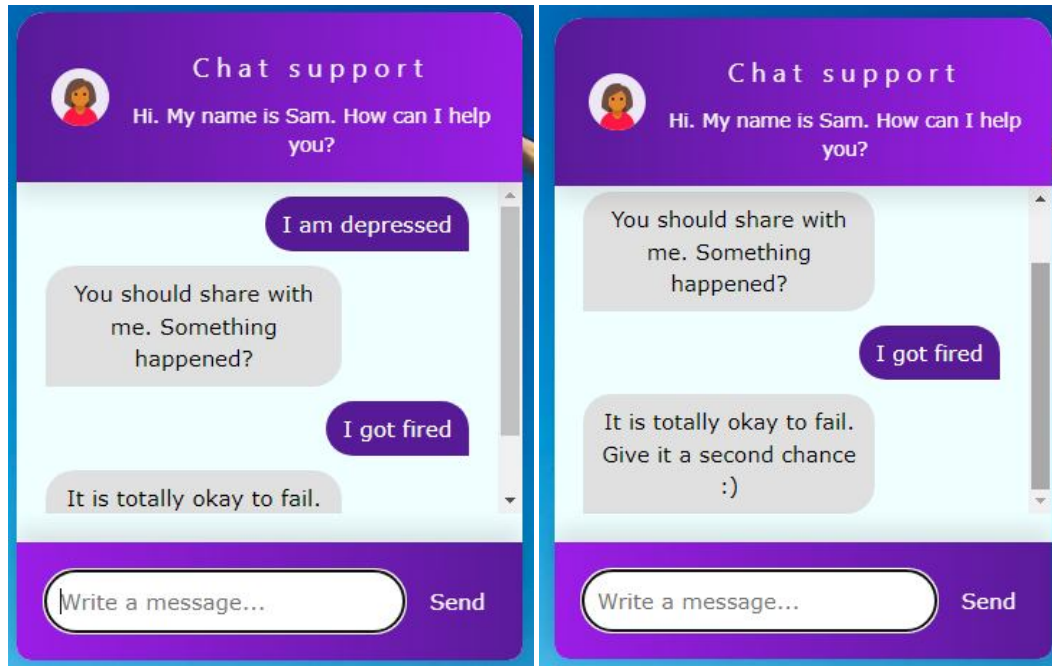 Chat support
Hi. My name is Sam. How can I help
you?
I am depressed
You should share with
me. Something
happened?
I got fired
It is totally okay to fail.
Write a message...
Send
Chat support
Hi. My name is Sam. How can I help
you?
You should share with
me. Something
happened?
I got fired
It is totally okay to fail.
Give it a second chance
:)
Write a message...
Send